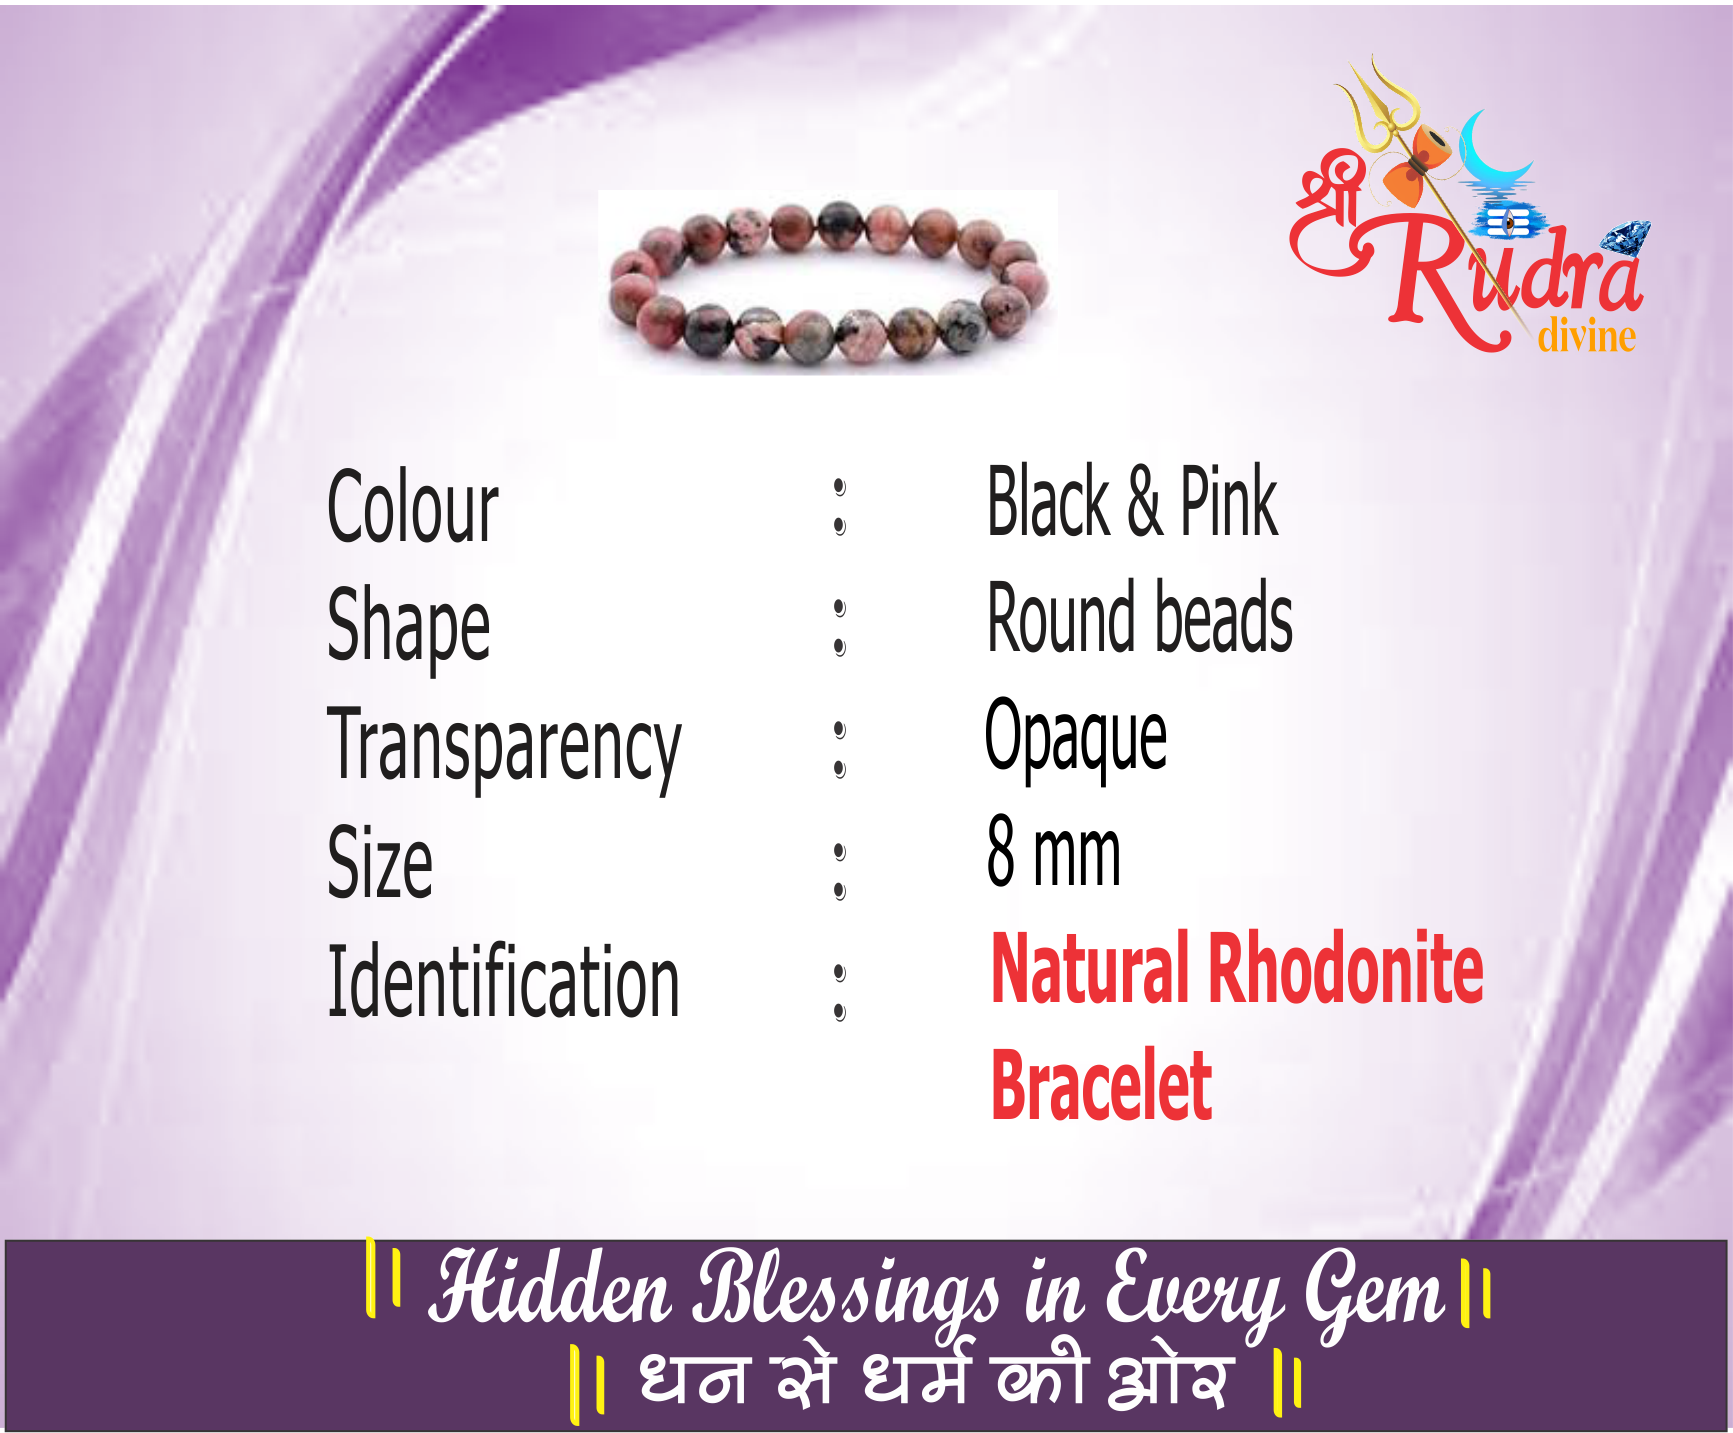 श्री Rudra
divine
Colour : Black & Pink
Shape : Round beads
Transparency : Opaque
Size : 8 mm
Identification : Natural Rhodonite
Bracelet
|| Hidden Blessings in Every Gem ||
|| धन से धर्म की ओर ||